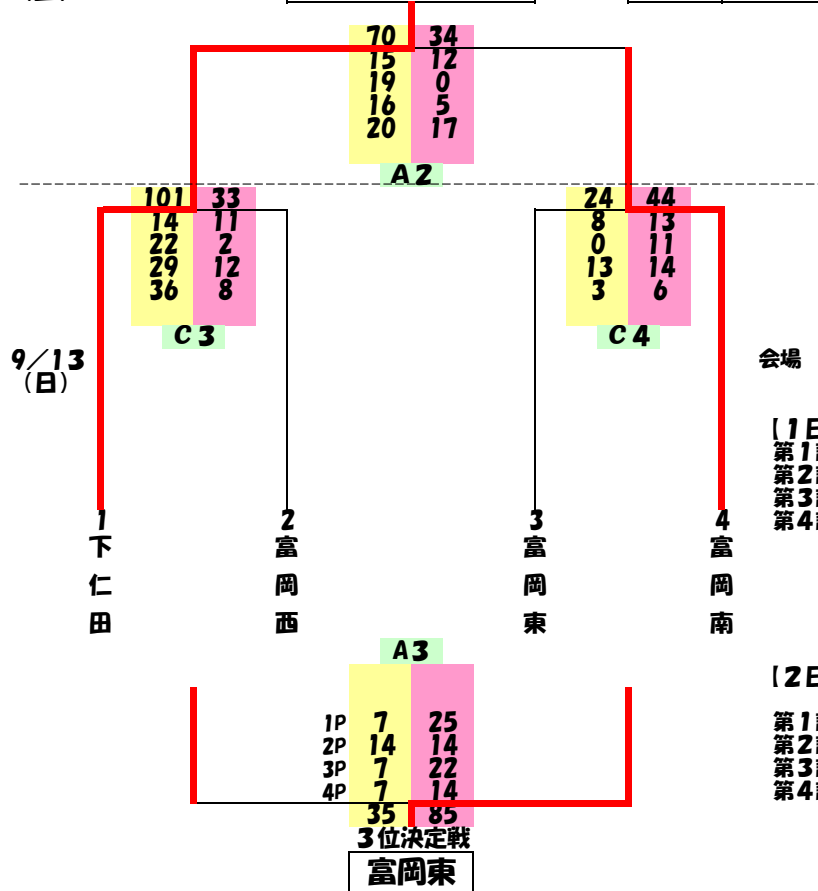 70 34
15 12
19 0
16 5
20 17
A2
101 33
14 11
22 2
29 12
36 8
C3
24 44
8 13
0 11
13 14
3 6
C4
9/13
(日)
会場
【1日
第1
第2
第3
第4
1
下仁田
2
富岡西
3
富岡東
4
富岡南
A3
【2日
第1
第2
第3
第4
1P 7 25
2P 14 14
3P 7 22
4P 7 14
35 85
3位決定戦
富岡東